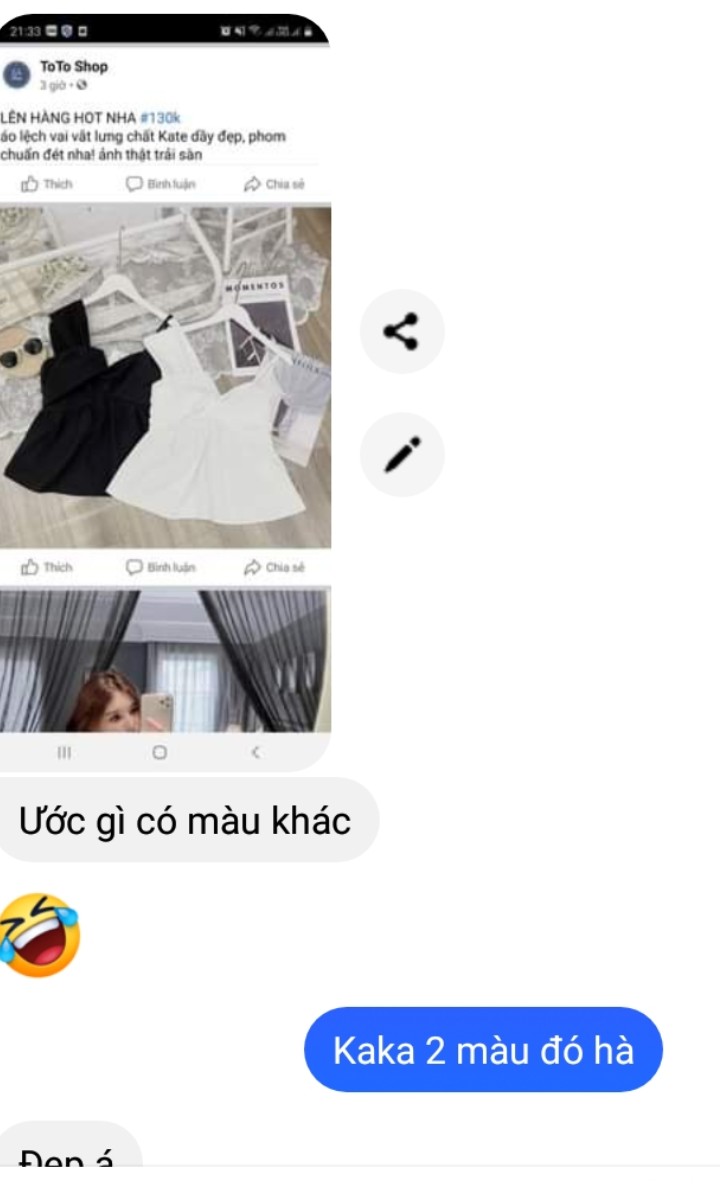 21:33
ToTo Shop
3 giờ
LÊN HÀNG HOT NHA #130k
áo lệch vai vắt lưng chất Kate dầy đẹp, phom
chuẩn đét nha! ảnh thật trải sàn
Thích Bình luận Chia sẻ
MOMENTOS
Thích Bình luận Chia sẻ
Ước gì có màu khác
Kaka 2 màu đó hà
Đẹp á